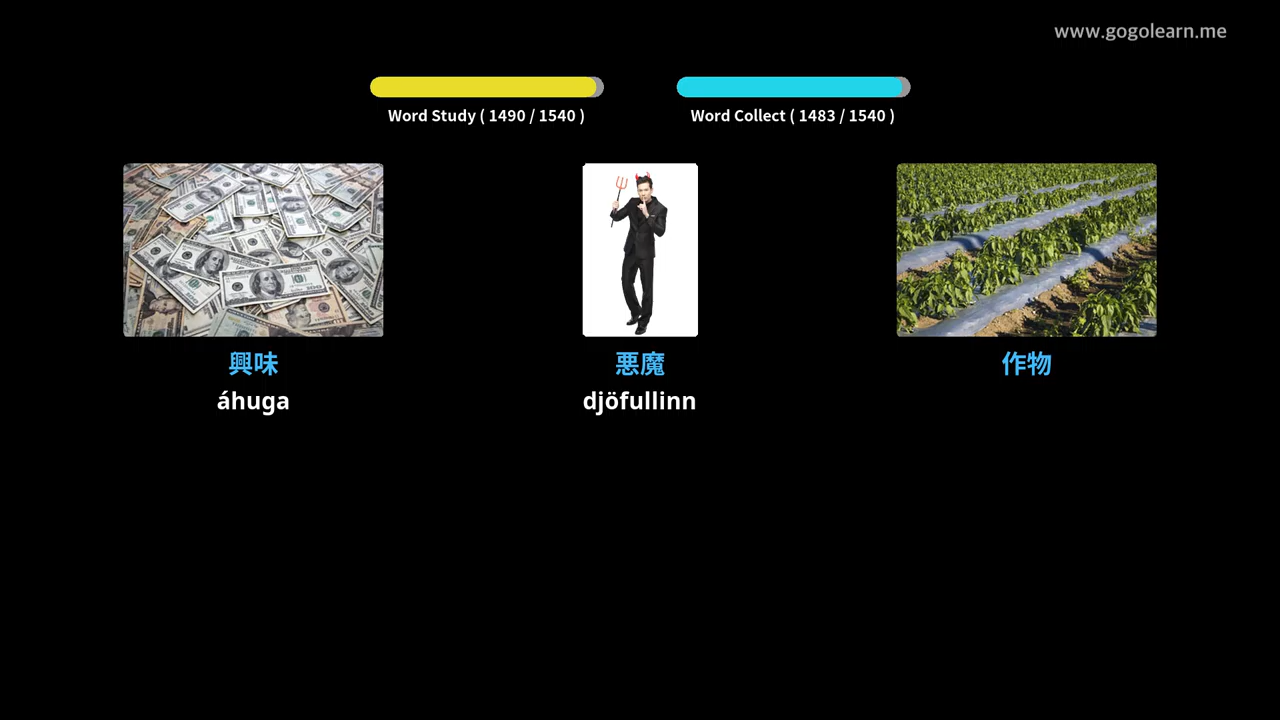 www.gogolearn.me
Word Study ( 1490 / 1540 )
Word Collect ( 1483 / 1540 )
興味
悪魔
作物
áhuga
djöfullinn